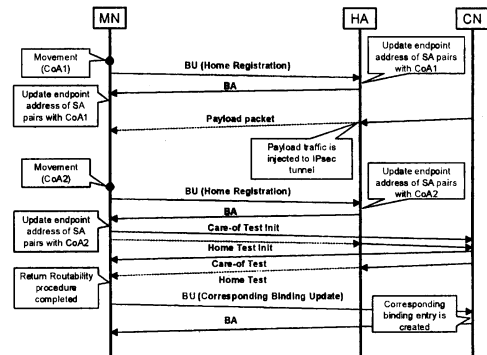 MN
HA
CN
Movement
(CoA1)
Update endpoint
address of SA
pairs with CoA1
BU (Home Registration)
BA
Update endpoint
address of SA
pairs with CoA1
Payload packet
Payload traffic is
injected to IPsec
tunnel
Movement
(CoA2)
Update endpoint
address of SA
pairs with CoA2
BU (Home Registration)
BA
Update endpoint
address of SA
pairs with CoA2
Care-of Test Init
Home Test Init
Care-of Test
Return Routability
procedure
completed
Home Test
BU (Corresponding Binding Update)
Corresponding
binding entry is
created
BA